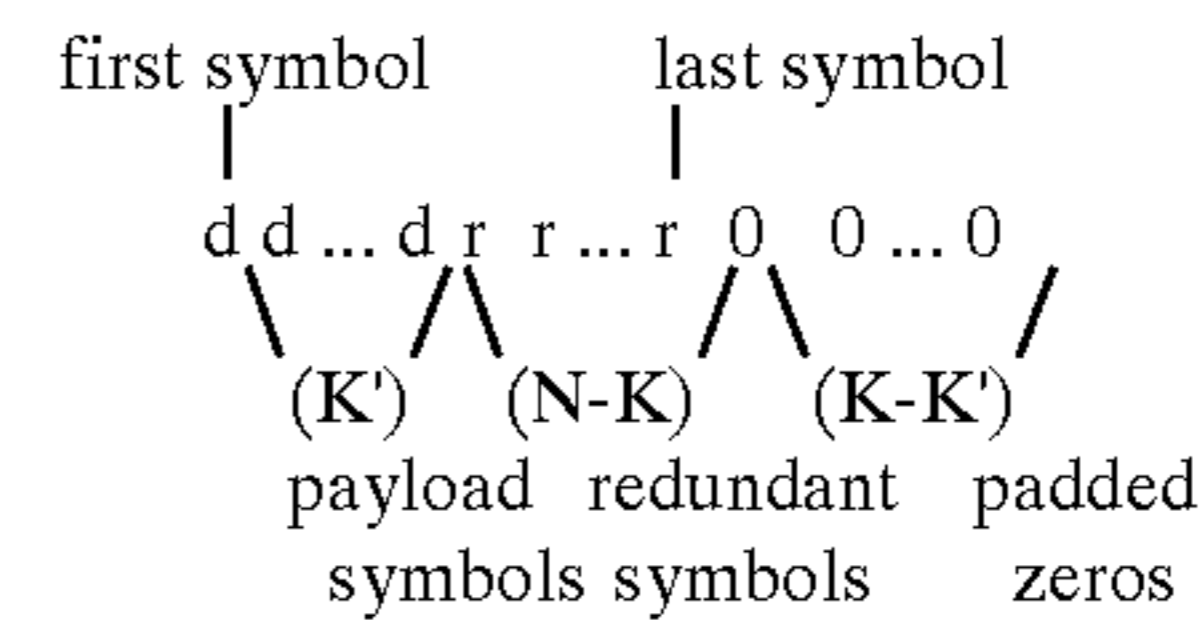 first symbol last symbol
d d ... d r r ... r 0 0 ... 0
(K') (N-K) (K-K')
payload redundant padded
symbols symbols zeros